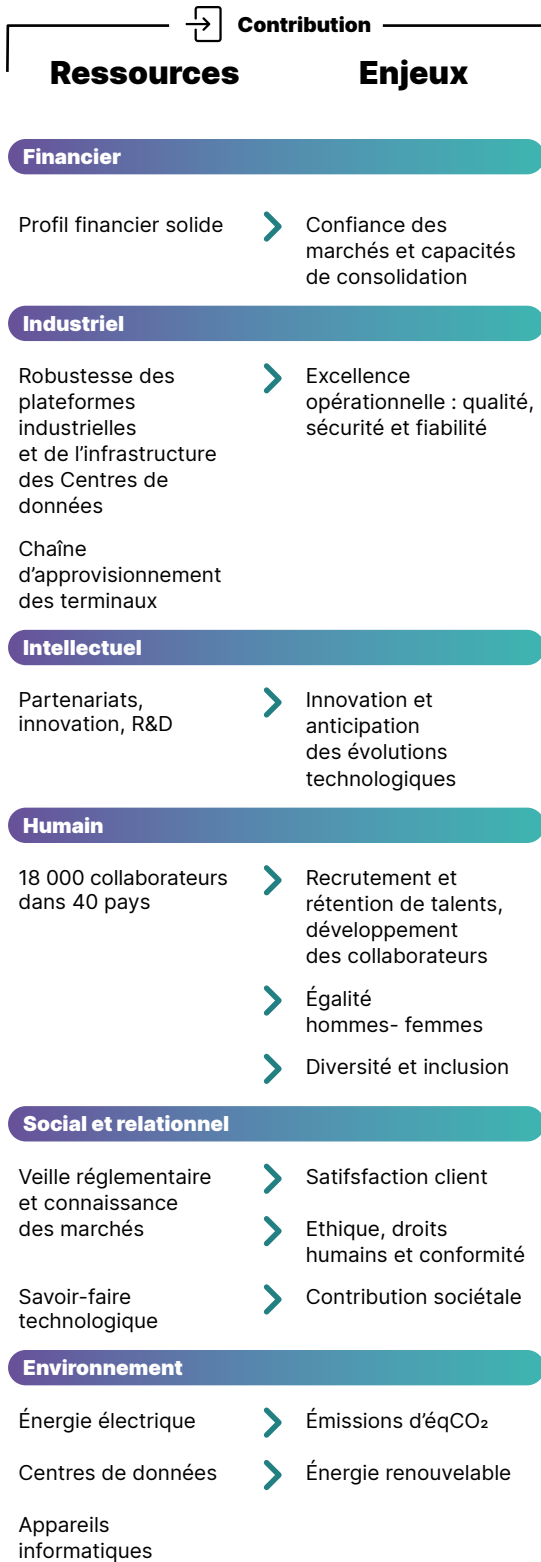 Contribution
Ressources
Enjeux
Financier
Profil financier solide
Confiance des
marchés et capacités
de consolidation
Industriel
Robustesse des
plateformes
industrielles
et de l'infrastructure
des Centres de
données
Chaîne
d'approvisionnement
des terminaux
Excellence
opérationnelle : qualité,
sécurité et fiabilité
Intellectuel
Partenariats,
innovation, R&D
Innovation et
anticipation
des évolutions
technologiques
Humain
18 000 collaborateurs
dans 40 pays
Recrutement et
rétention de talents,
développement
des collaborateurs
Égalité
hommes- femmes
Diversité et inclusion
Social et relationnel
Veille réglementaire
et connaissance
des marchés
Savoir-faire
technologique
Satifsfaction client
Ethique, droits
humains et conformité
Contribution sociétale
Environnement
Énergie électrique
Centres de données
Appareils
informatiques
Émissions d'éqCO₂
Énergie renouvelable